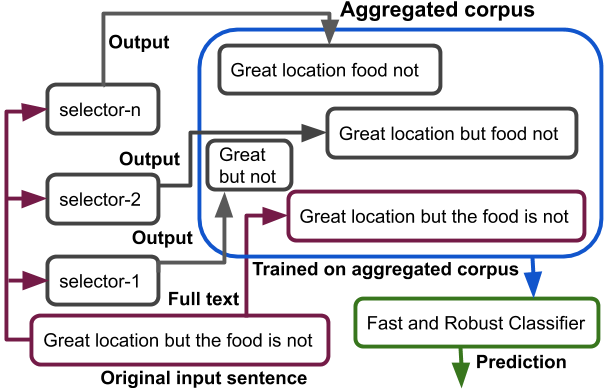 Aggregated corpus
Output
Great location food not
selector-n
Great location but food not
Output
Great
but not
selector-2
Great location but the food is not
Output
selector-1
Trained on aggregated corpus
Full text
Great location but the food is not
Fast and Robust Classifier
Original input sentence
Prediction